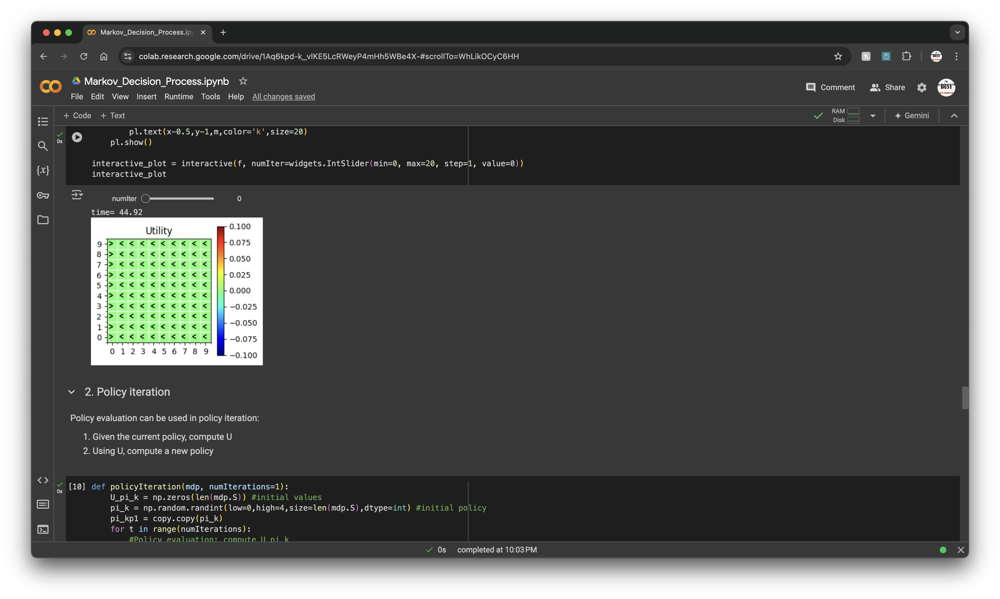 Markov_Decision_Process.ipy
colab.research.google.com/drive/1Aq6kpd-k_vlKE5LcRWeyP4mHh5WBe4X-#scrollTo=WhLikOCyC6HH
"BUSY"
Markov_Decision_Process.ipynb
File Edit View Insert Runtime Tools Help All changes saved
Comment Share
I'm
"BUSY"
don't disturb me
+ Code + Text
RAM
Disk
Gemini
0s
pl.text(x-0.5,y-1,m,color='k',size=20)
pl.show()
interactive_plot = interactive(f, numIter=widgets.IntSlider(min=0, max=20, step=1, value=0))
interactive_plot
{x}
numIter 0
time= 44.92
Utility
0.100
0.075
0.050
0.025
0.000
−0.025
−0.050
−0.075
−0.100
9 > < < < < < < < < <
8 > < < < < < < < < <
7 > < < < < < < < < <
6 > < < < < < < < < <
5 > < < < < < < < < <
4 > < < < < < < < < <
3 > < < < < < < < < <
2 > < < < < < < < < <
1 > < < < < < < < < <
0 > < < < < < < < < <
0 1 2 3 4 5 6 7 8 9
2. Policy iteration
Policy evaluation can be used in policy iteration:
1. Given the current policy, compute U
2. Using U, compute a new policy
0s
[10] def policyIteration(mdp, numIterations=1):
U_pi_k = np.zeros(len(mdp.S)) #initial values
pi_k = np.random.randint(low=0,high=4,size=len(mdp.S),dtype=int) #initial policy
pi_kp1 = copy.copy(pi_k)
for t in range(numIterations):
#Policy evaluation: compute U_pi_k
0s completed at 10:03 PM